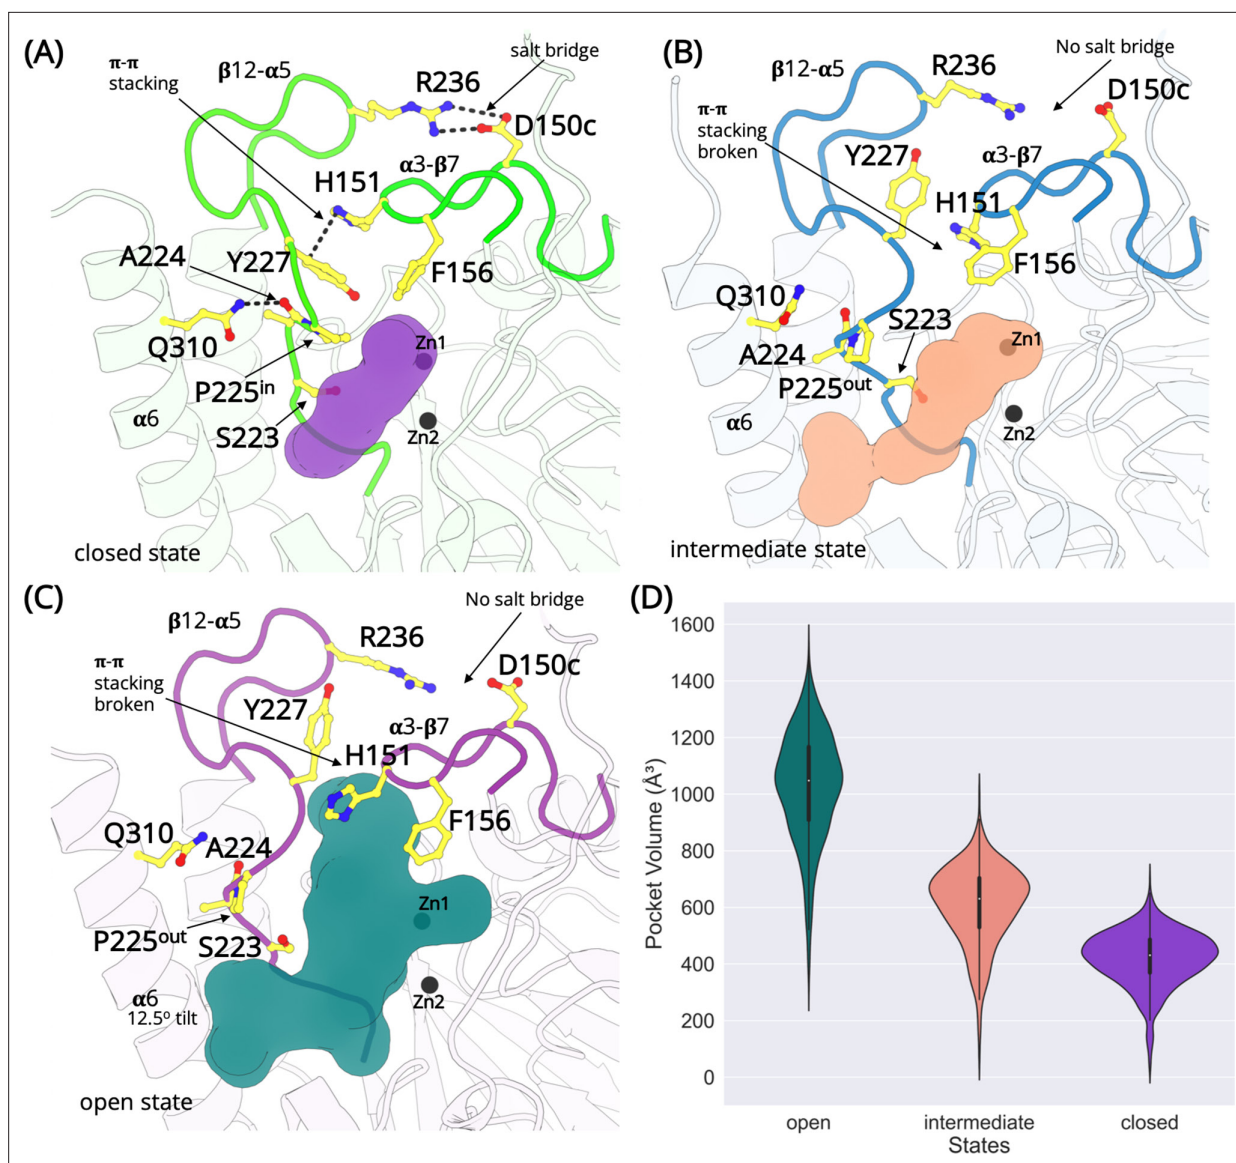 (A)
salt bridge
π-π
stacking
β12-α5
R236
D150c
H151
α3-β7
A224
Y227
F156
Q310
Zn1
P225in
S223
α6
Zn2
closed state
(B)
No salt bridge
β12-α5
R236
D150c
π-π
stacking
broken
Y227
α3-β7
H151
F156
Q310
S223
A224
Zn1
P225out
α6
Zn2
intermediate state
(C)
No salt bridge
β12-α5
R236
π-π
stacking
broken
D150c
Y227
α3-β7
H151
Q310
A224
F156
Zn1
P225out
S223
α6
12.5º tilt
Zn2
open state
(D)
Pocket Volume (Å³)
1600
1400
1200
1000
800
600
400
200
0
open
intermediate
closed
States